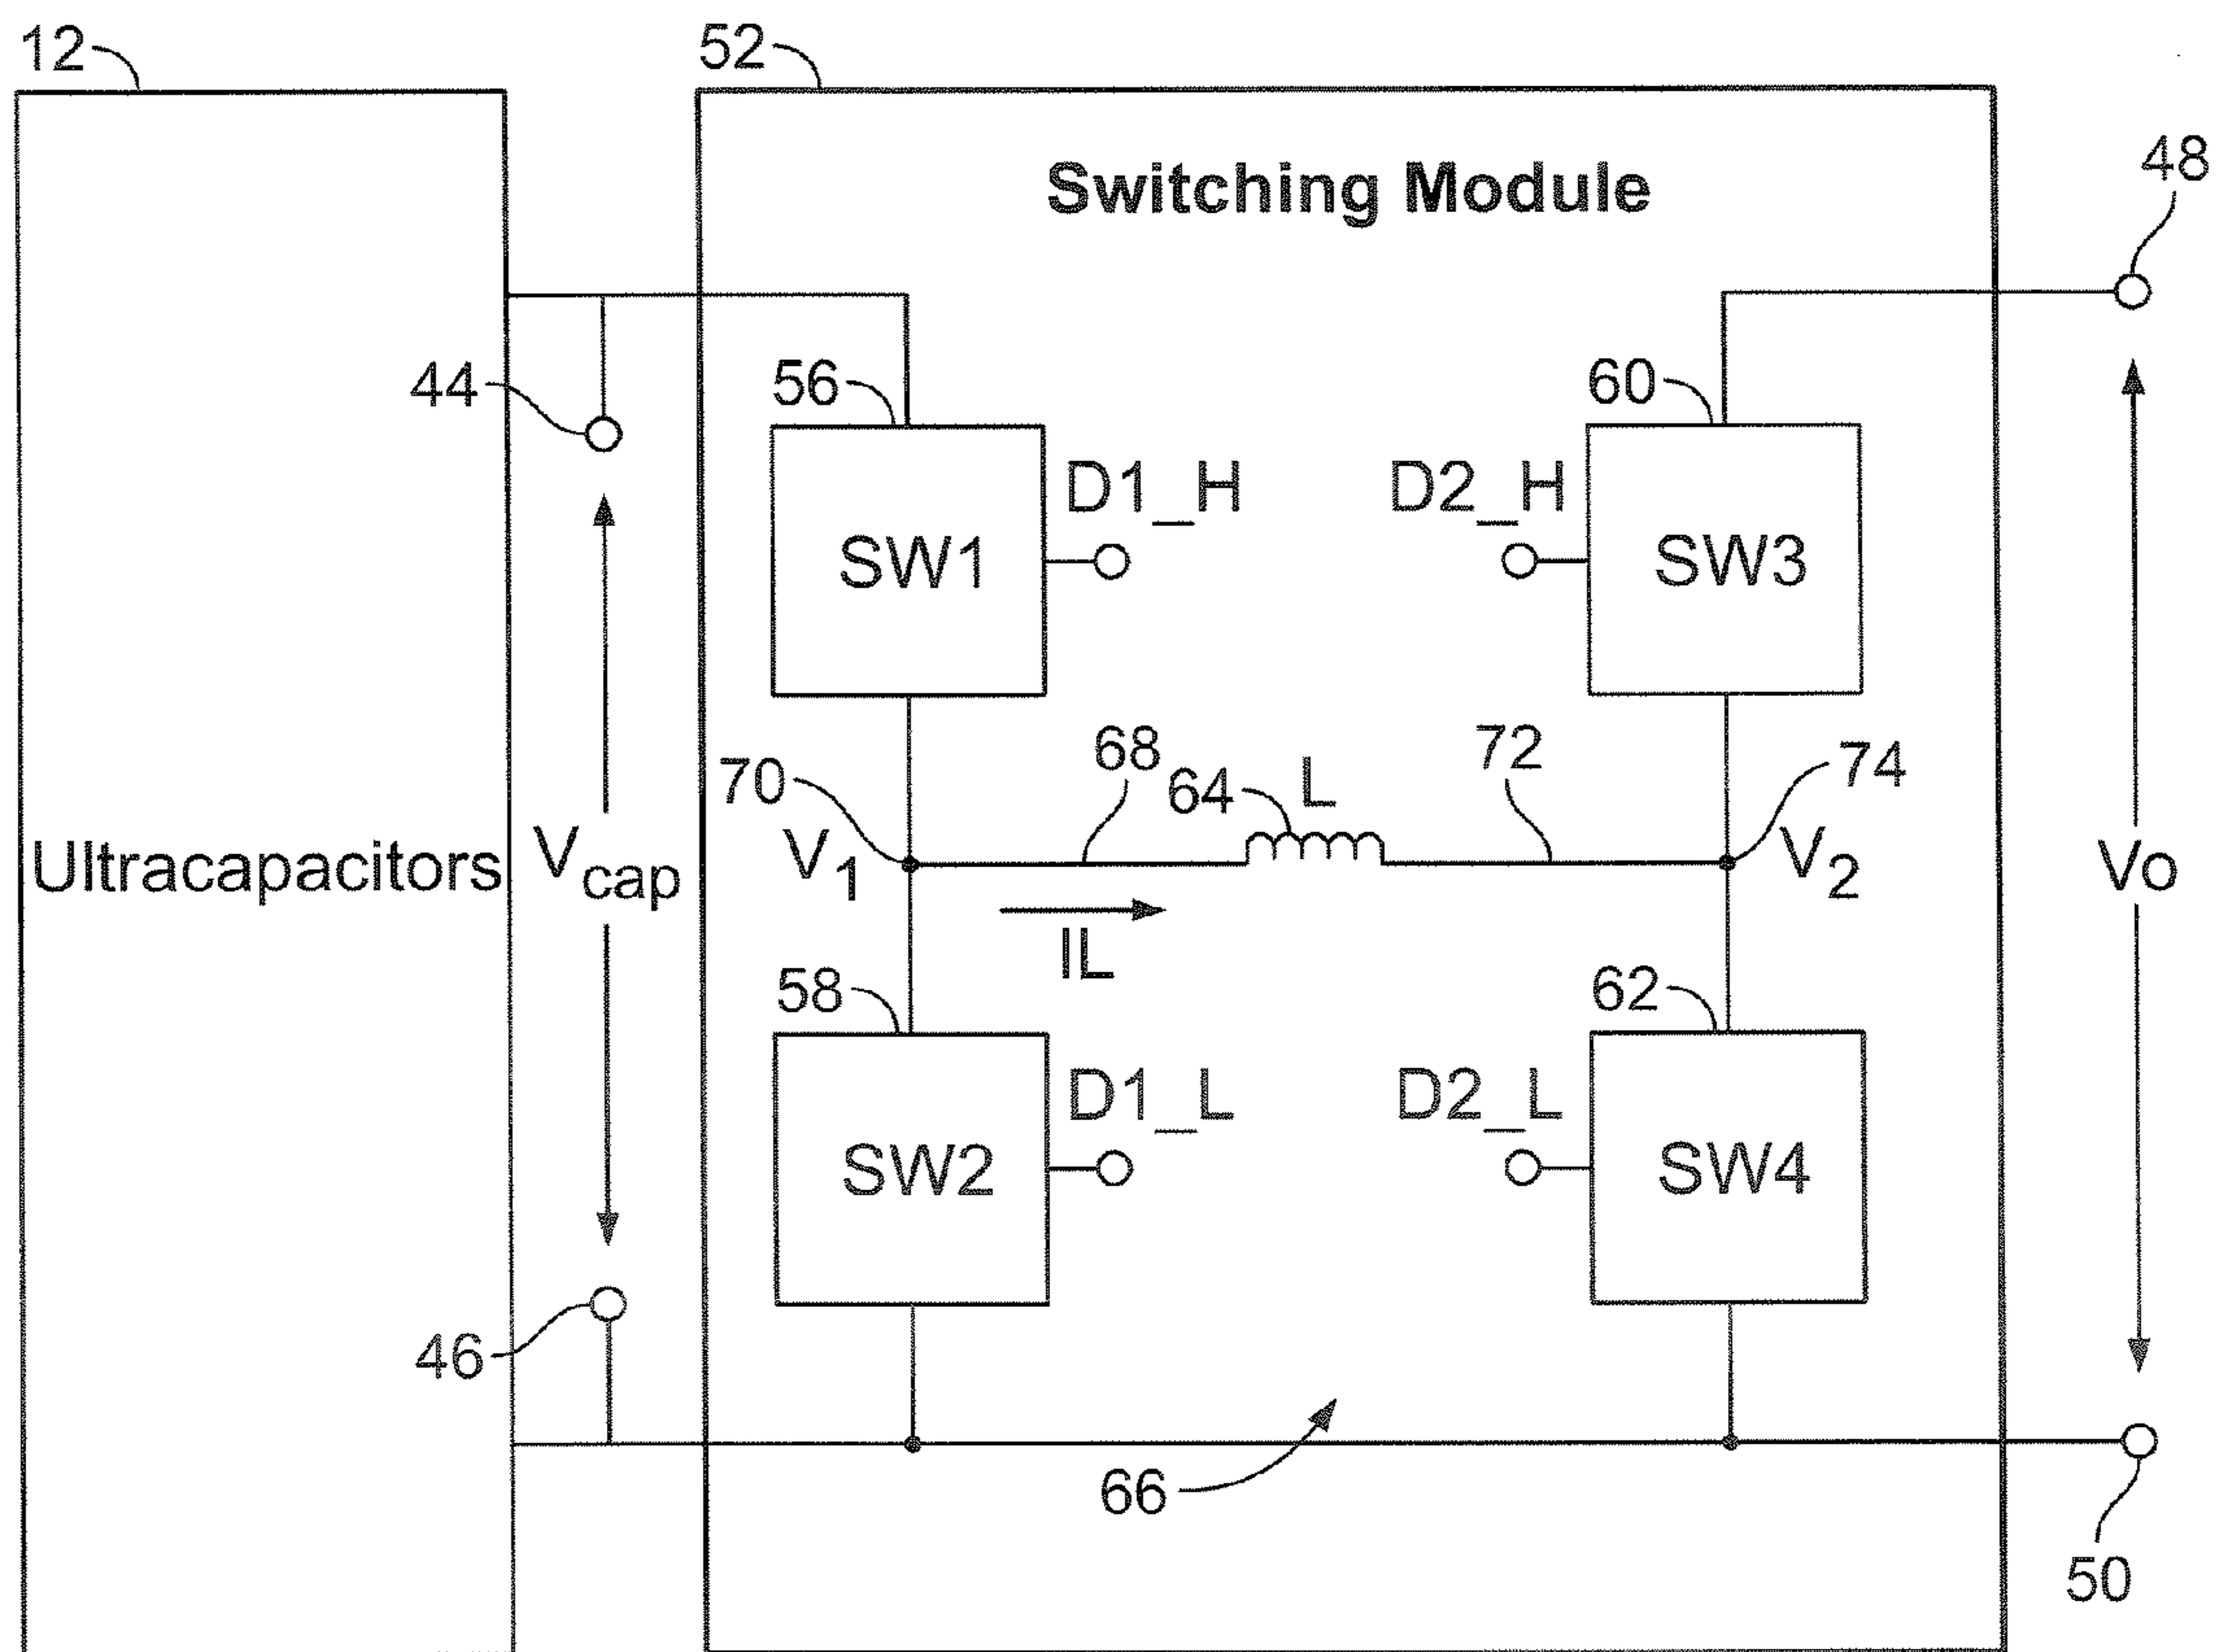 12
52
48
Switching Module
44
56
60
D1_H
D2_H
SW1
SW3
70
68
64
L
72
74
Ultracapacitors
Vcap
V1
V2
Vo
IL
58
62
D1_L
D2_L
SW2
SW4
46
66
50